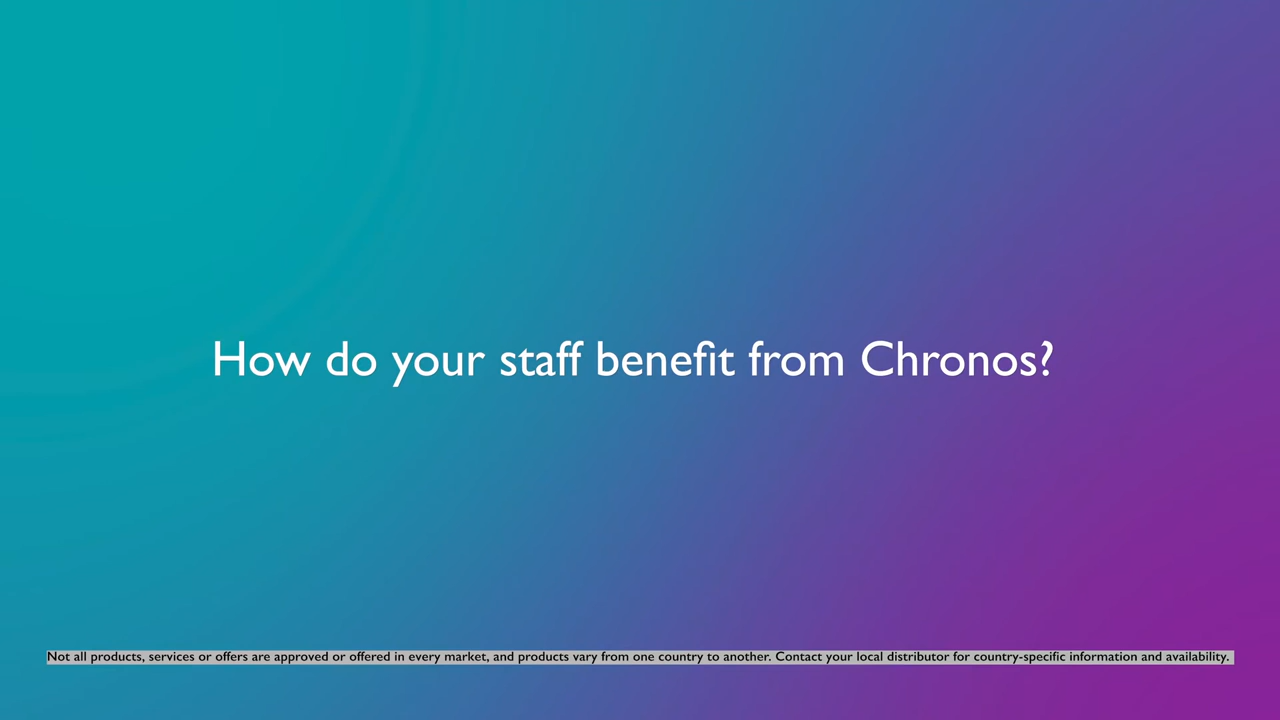 How do your staff benefit from Chronos?
Not all products, services or offers are approved or offered in every market, and products vary from one country to another. Contact your local distributor for country-specific information and availability.